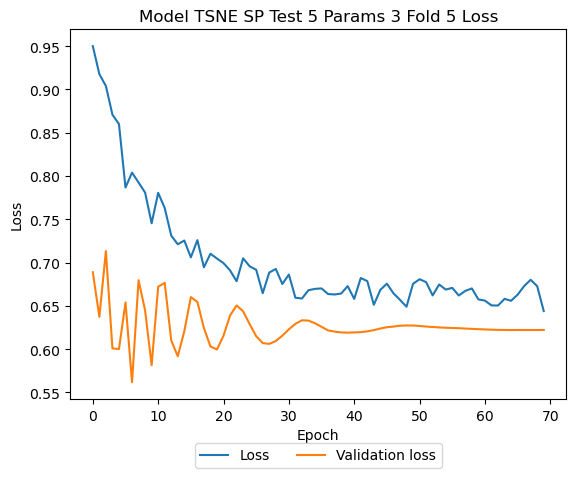 Model TSNE SP Test 5 Params 3 Fold 5 Loss
0.95
0.90
0.85
0.80
0.75
0.70
0.65
0.60
0.55
Loss
0 10 20 30 40 50 60 70
Epoch
Loss Validation loss